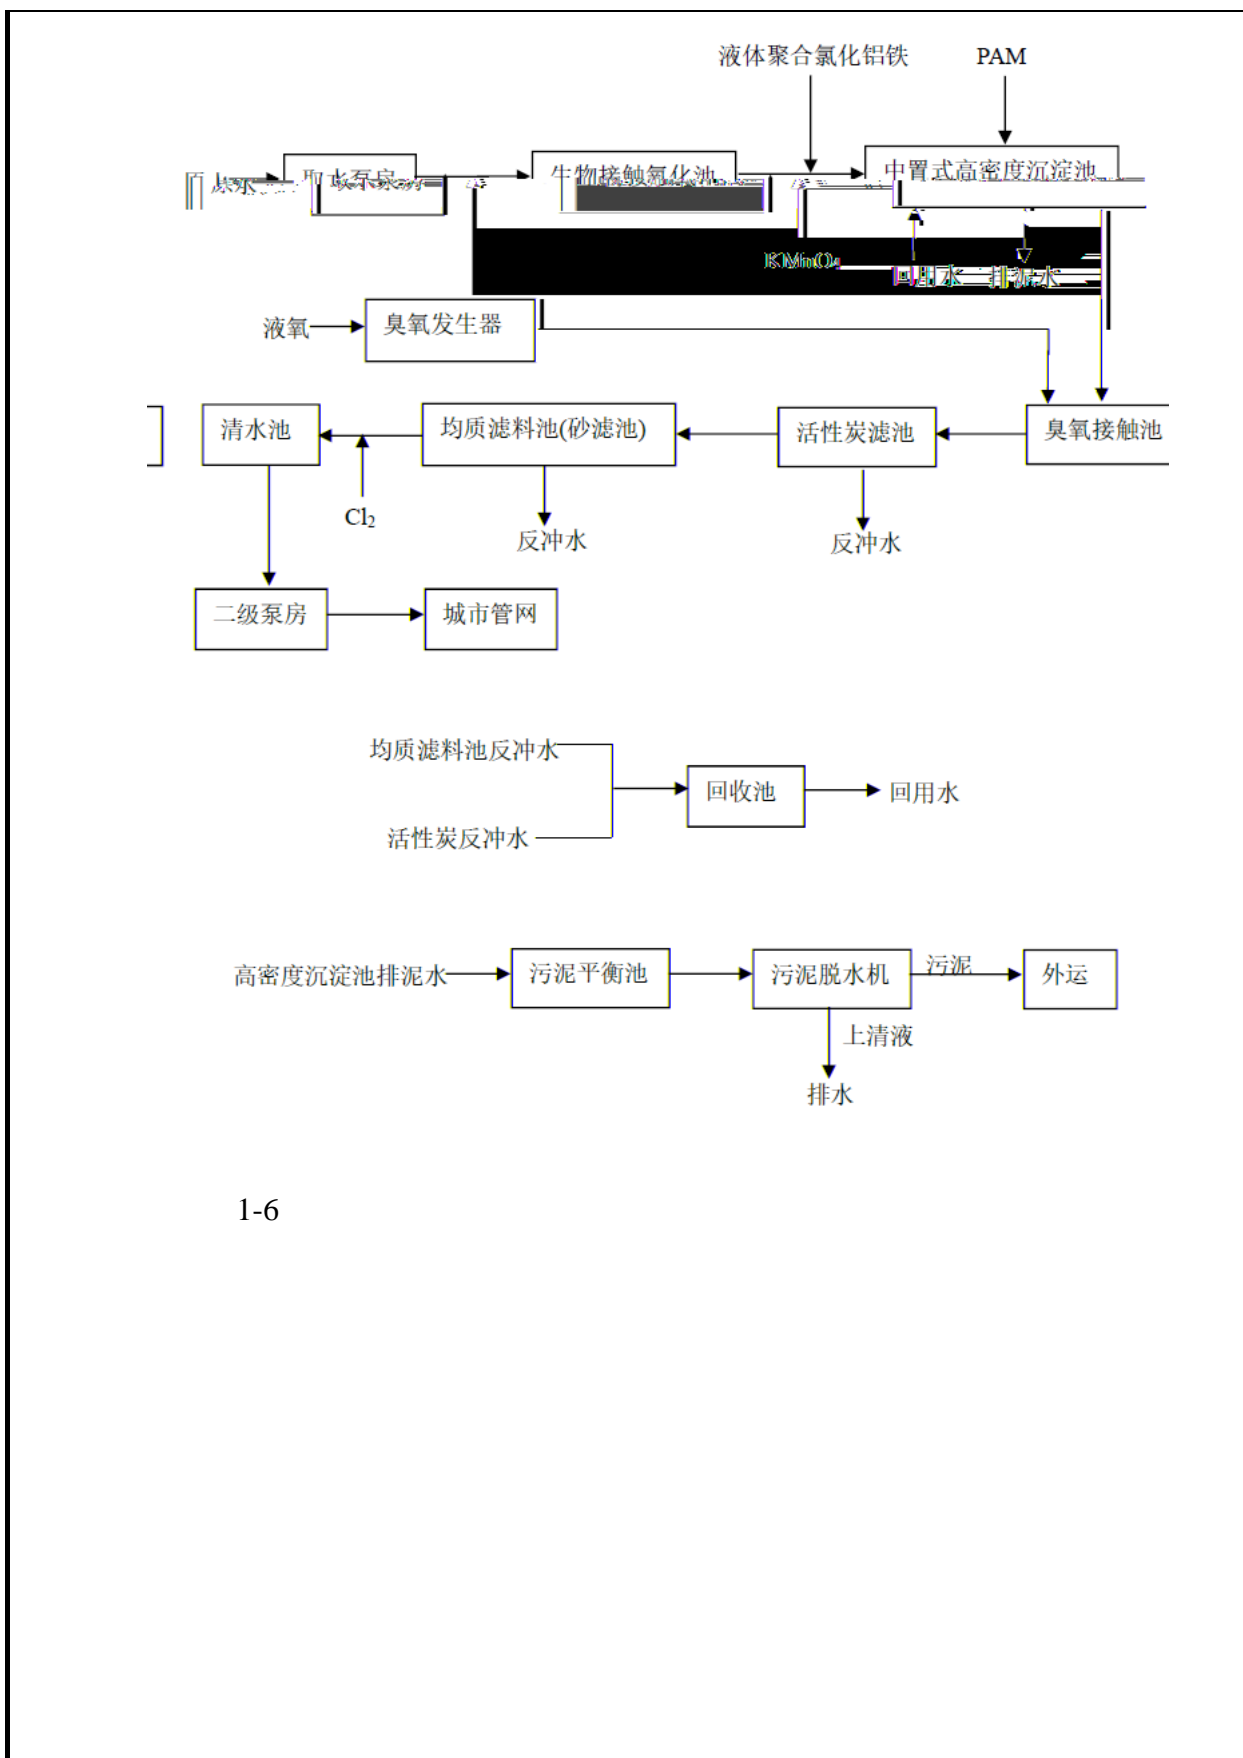 液体聚合氯化铝铁 PAM
原水 取水泵房 生物接触氧化池 中置式高密度沉淀池
KMnO₄ 回用水 排泥水
液氧 臭氧发生器
清水池 均质滤料池(砂滤池) 活性炭滤池 臭氧接触池
Cl₂ 反冲水 反冲水
二级泵房 城市管网
均质滤料池反冲水
回收池 回用水
活性炭反冲水
高密度沉淀池排泥水 污泥平衡池 污泥脱水机 污泥 外运
上清液
排水
1-6